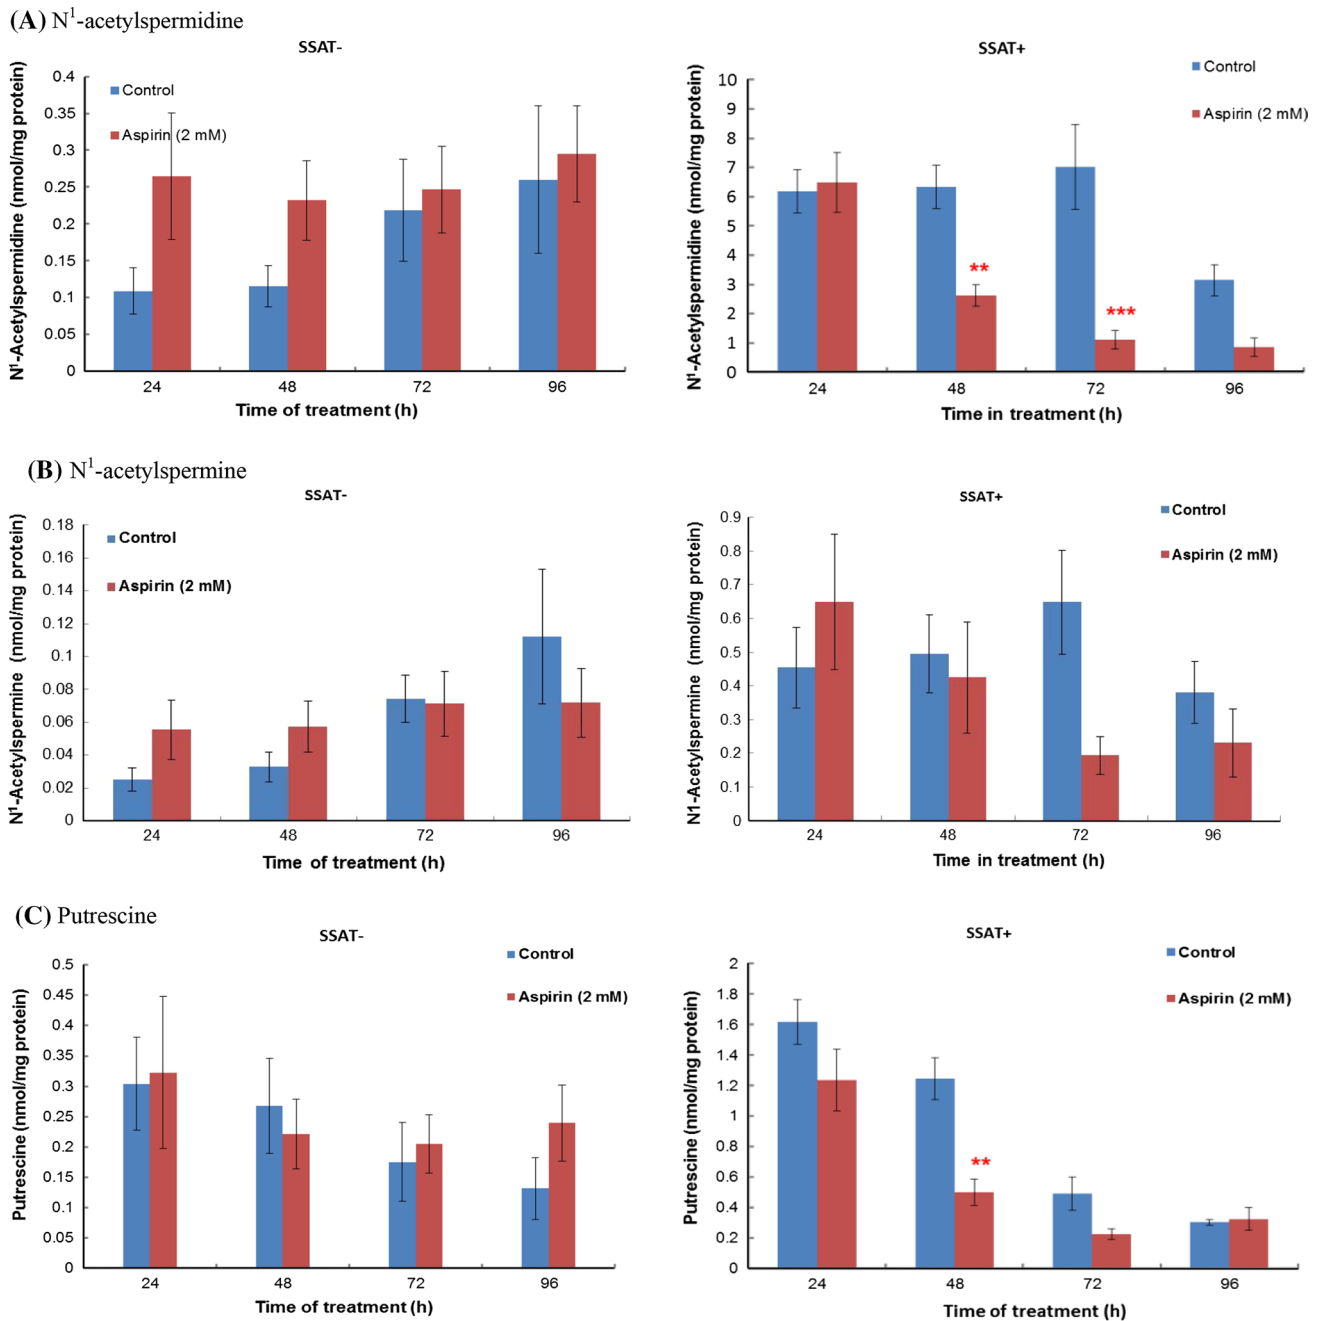 (A) N¹-acetylspermidine
SSAT-
N¹-Acetylspermidine (nmol/mg protein)
0.4
0.35
0.3
0.25
0.2
0.15
0.1
0.05
0
Control
Aspirin (2 mM)
24 48 72 96
Time of treatment (h)
SSAT+
N¹-Acetylspermidine (nmol/mg protein)
10
9
8
7
6
5
4
3
2
1
0
Control
Aspirin (2 mM)
**
***
24 48 72 96
Time in treatment (h)
(B) N¹-acetylspermine
SSAT-
N¹-Acetylspermine (nmol/mg protein)
0.18
0.16
0.14
0.12
0.1
0.08
0.06
0.04
0.02
0
Control
Aspirin (2 mM)
24 48 72 96
Time of treatment (h)
SSAT+
N1-Acetylspermine (nmol/mg protein)
0.9
0.8
0.7
0.6
0.5
0.4
0.3
0.2
0.1
0
Control
Aspirin (2 mM)
24 48 72 96
Time in treatment (h)
(C) Putrescine
SSAT-
Putrescine (nmol/mg protein)
0.5
0.45
0.4
0.35
0.3
0.25
0.2
0.15
0.1
0.05
0
Control
Aspirin (2 mM)
24 48 72 96
Time of treatment (h)
SSAT+
Putrescine (nmol/mg protein)
2
1.8
1.6
1.4
1.2
1
0.8
0.6
0.4
0.2
0
Control
Aspirin (2 mM)
**
24 48 72 96
Time of treatment (h)